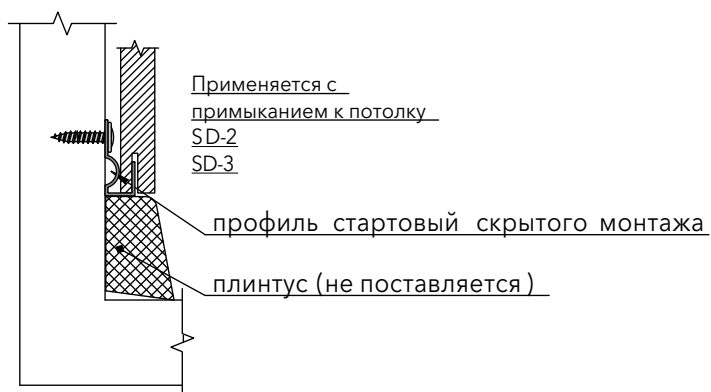 Применяется с
примыканием к потолку
SD-2
SD-3
профиль стартовый скрытого монтажа
плинтус (не поставляется)